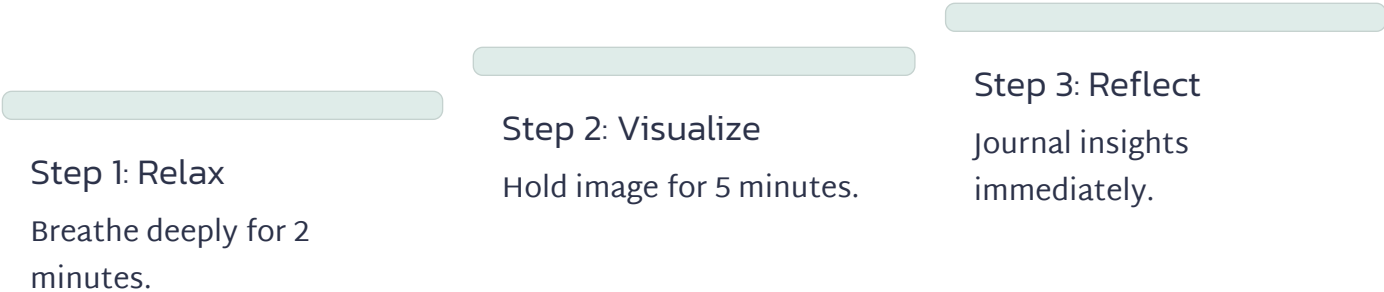 Step 1: Relax
Breathe deeply for 2
minutes.
Step 2: Visualize
Hold image for 5 minutes.
Step 3: Reflect
Journal insights
immediately.